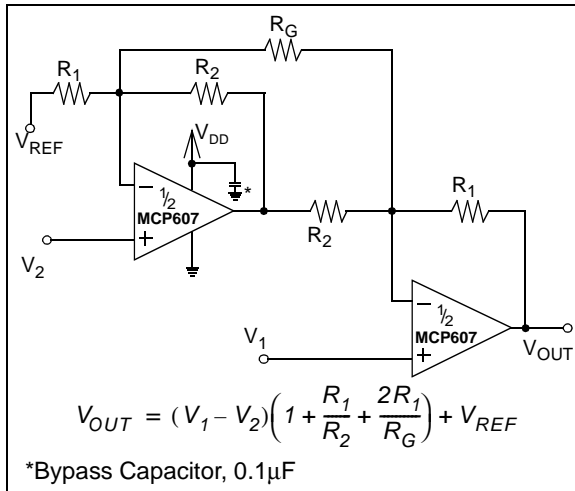 R_G
R_1
R_2
V_REF
V_DD
*
−
½
MCP607
+
V_2
R_2
R_1
−
½
MCP607
+
V_1
V_OUT
V_OUT = (V_1 − V_2)(1 + R_1/R_2 + 2R_1/R_G) + V_REF
*Bypass Capacitor, 0.1µF